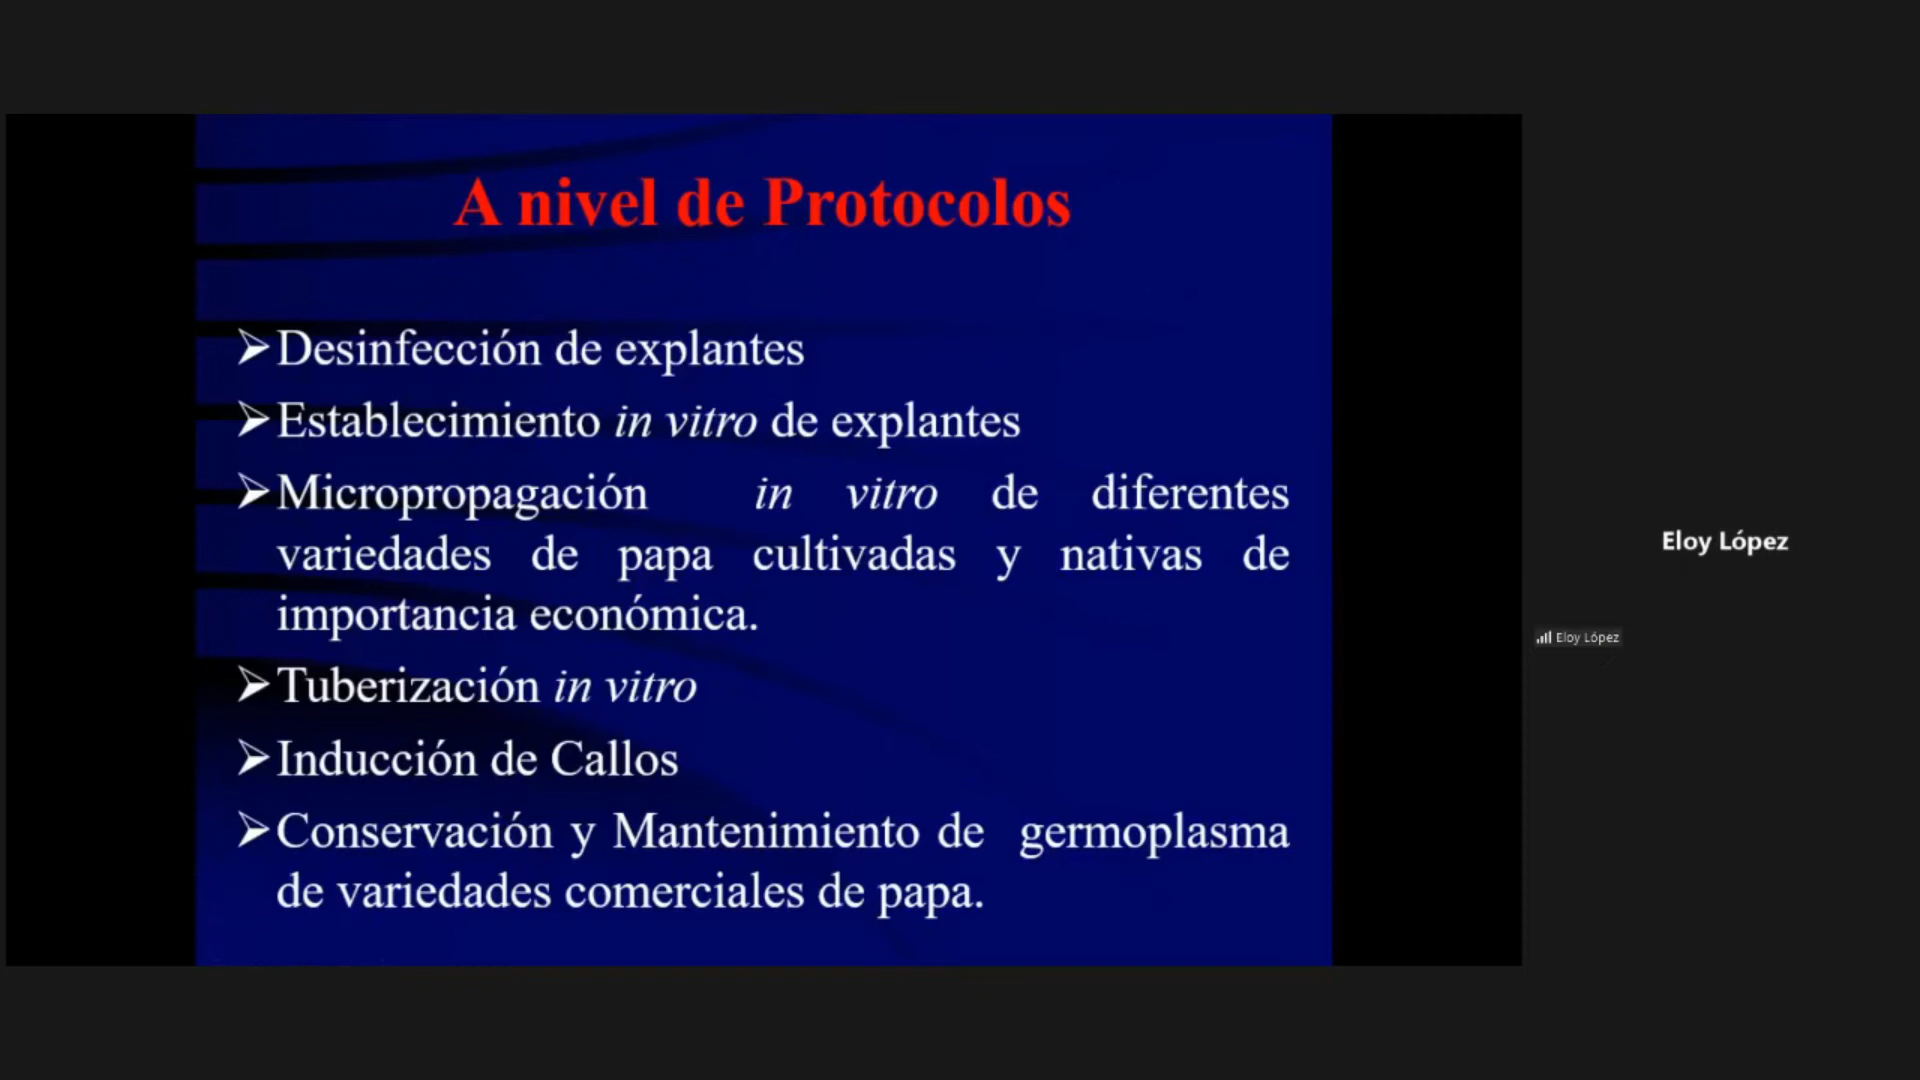 A nivel de Protocolos
➢Desinfección de explantes
➢Establecimiento in vitro de explantes
➢Micropropagación in vitro de diferentes
variedades de papa cultivadas y nativas de
importancia económica.
➢Tuberización in vitro
➢Inducción de Callos
➢Conservación y Mantenimiento de germoplasma
de variedades comerciales de papa.
Eloy López
Eloy López